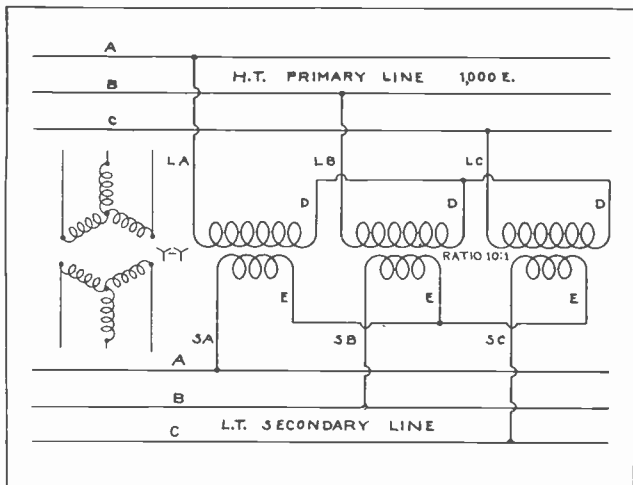 A
H.T. PRIMARY LINE 1,000 E.
B
C
LA LB LC
D D D
Y-Y
RATIO 10:1
E E E
SA SB SC
A
B
L.T. SECONDARY LINE
C